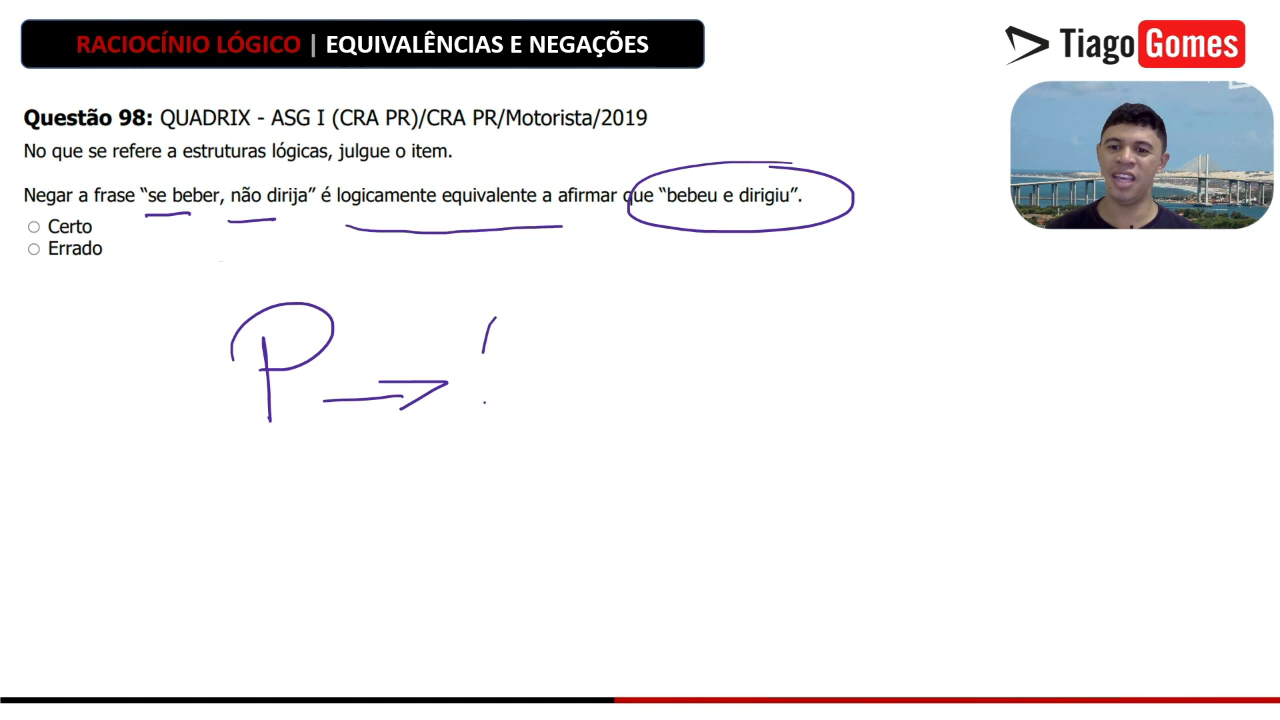 RACIOCÍNIO LÓGICO | EQUIVALÊNCIAS E NEGAÇÕES
Tiago Gomes
Questão 98: QUADRIX - ASG I (CRA PR)/CRA PR/Motorista/2019
No que se refere a estruturas lógicas, julgue o item.
Negar a frase “se beber, não dirija” é logicamente equivalente a afirmar que “bebeu e dirigiu”.
Certo
Errado
P →